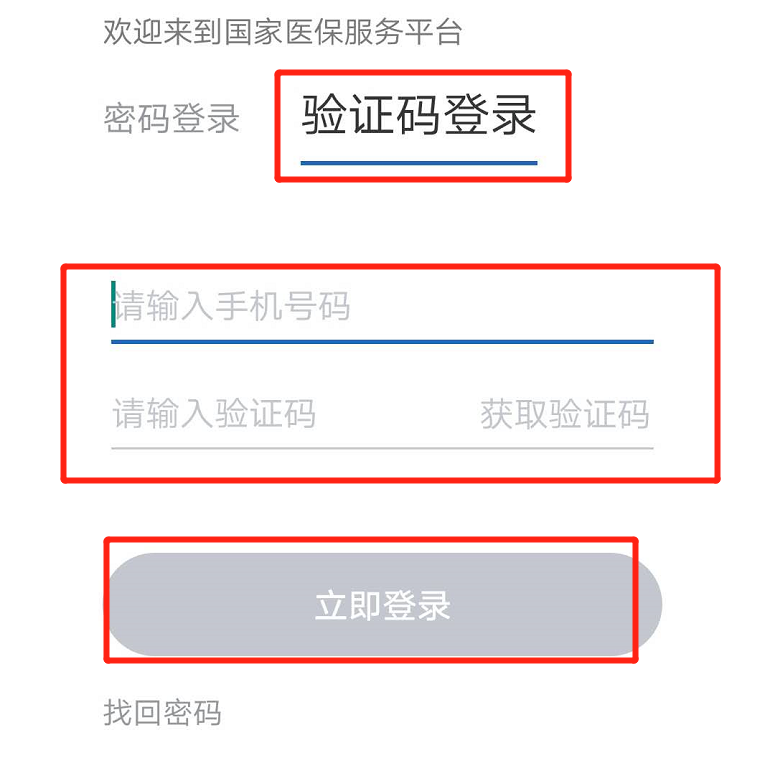 欢迎来到国家医保服务平台
密码登录 验证码登录
请输入手机号码
请输入验证码 获取验证码
立即登录
找回密码